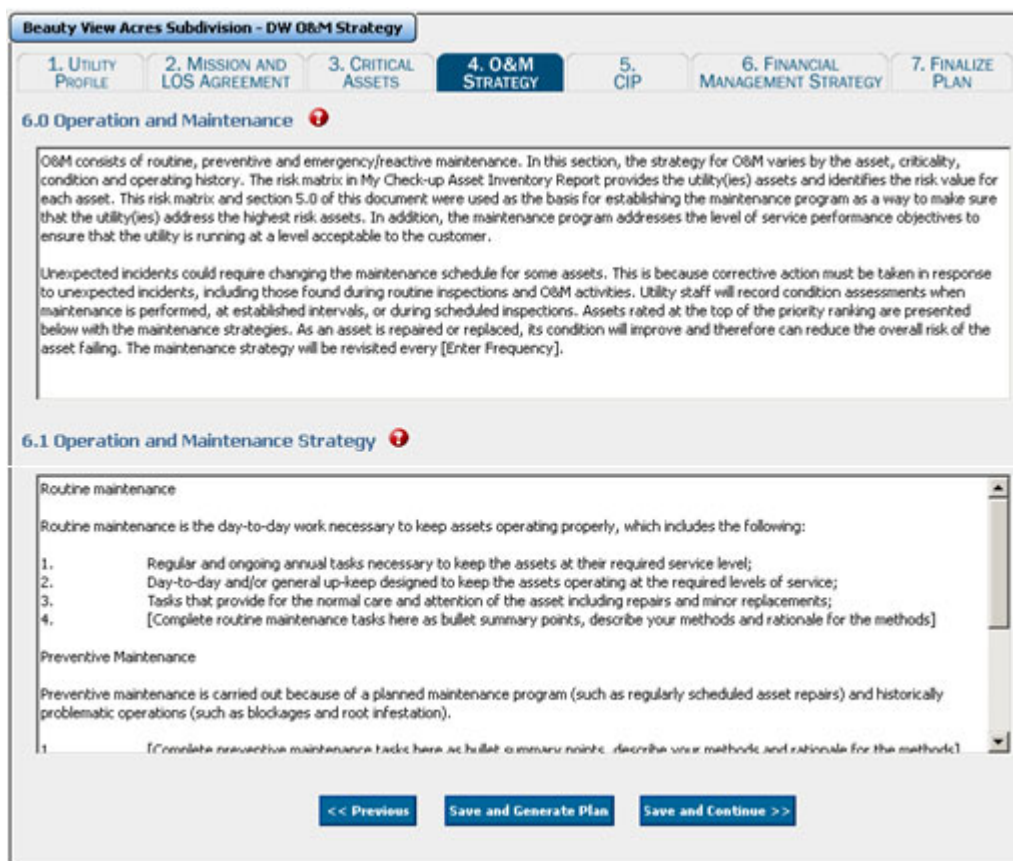 Beauty View Acres Subdivision - DW O&M Strategy
1. UTILITY PROFILE
2. MISSION AND LOS AGREEMENT
3. CRITICAL ASSETS
4. O&M STRATEGY
5. CIP
6. FINANCIAL MANAGEMENT STRATEGY
7. FINALIZE PLAN
6.0 Operation and Maintenance
O&M consists of routine, preventive and emergency/reactive maintenance. In this section, the strategy for O&M varies by the asset, criticality,
condition and operating history. The risk matrix in My Check-up Asset Inventory Report provides the utility(ies) assets and identifies the risk value for
each asset. This risk matrix and section 5.0 of this document were used as the basis for establishing the maintenance program as a way to make sure
that the utility(ies) address the highest risk assets. In addition, the maintenance program addresses the level of service performance objectives to
ensure that the utility is running at a level acceptable to the customer.
Unexpected incidents could require changing the maintenance schedule for some assets. This is because corrective action must be taken in response
to unexpected incidents, including those found during routine inspections and O&M activities. Utility staff will record condition assessments when
maintenance is performed, at established intervals, or during scheduled inspections. Assets rated at the top of the priority ranking are presented
below with the maintenance strategies. As an asset is repaired or replaced, its condition will improve and therefore can reduce the overall risk of the
asset failing. The maintenance strategy will be revisited every [Enter Frequency].
6.1 Operation and Maintenance Strategy
Routine maintenance
Routine maintenance is the day-to-day work necessary to keep assets operating properly, which includes the following:
1. Regular and ongoing annual tasks necessary to keep the assets at their required service level;
2. Day-to-day and/or general up-keep designed to keep the assets operating at the required levels of service;
3. Tasks that provide for the normal care and attention of the asset including repairs and minor replacements;
4. [Complete routine maintenance tasks here as bullet summary points, describe your methods and rationale for the methods]
Preventive Maintenance
Preventive maintenance is carried out because of a planned maintenance program (such as regularly scheduled asset repairs) and historically
problematic operations (such as blockages and root infestation).
1. [Complete preventive maintenance tasks here as bullet summary points, describe your methods and rationale for the methods]
<< Previous
Save and Generate Plan
Save and Continue >>